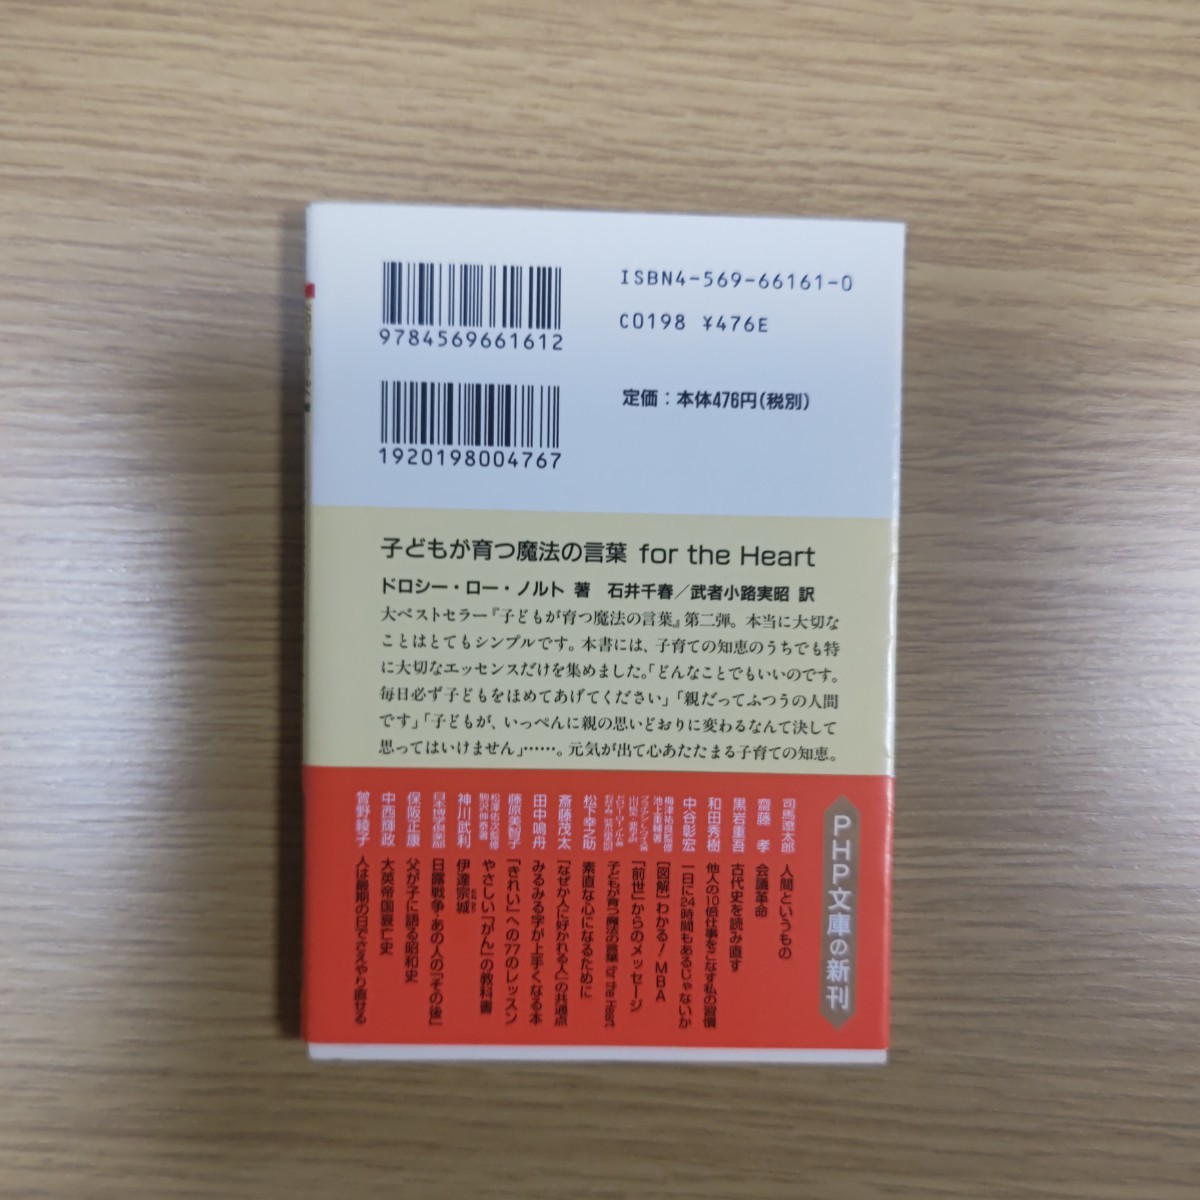 ISBN4-569-66161-0
C0198 ¥476E
9784569661612
定価：本体476円(税別)
1920198004767
子どもが育つ魔法の言葉 for the Heart
ドロシー・ロー・ノルト 著 石井千春／武者小路実昭 訳
大ベストセラー『子どもが育つ魔法の言葉』第二弾。本当に大切な
ことはとてもシンプルです。本書には、子育ての知恵のうちでも特
に大切なエッセンスだけを集めました。「どんなことでもいいのです。
毎日必ず子どもをほめてあげてください」「親だってふつうの人間
です」「子どもが、いっぺんに親の思いどおりに変わるなんて決して
思ってはいけません」……。元気が出て心あたたまる子育ての知恵。
PHP文庫の新刊
司馬遼太郎 人間というもの
齋藤 孝 会議革命
黒岩重吾 古代史を読み直す
和田秀樹 他人の10倍仕事をこなす私の習慣
中谷彰宏 一日に24時間もあるじゃないか
梅津祐良監修
池上重輔著
[図解]わかる！MBA
「前世」からのメッセージ
子どもが育つ魔法の言葉 for the Heart
松下幸之助 素直な心になるために
斎藤茂太 「なぜか人に好かれる人」の共通点
田中鳴舟 みるみる字が上手くなる本
藤原美智子 「きれい」への77のレッスン
やさしい「がん」の教科書
神川武利 伊達宗城
日本博学倶楽部 日露戦争・あの人の「その後」
保阪正康 父が子に語る昭和史
中西輝政 大英帝国衰亡史
曾野綾子 人は最期の日でさえやり直せる